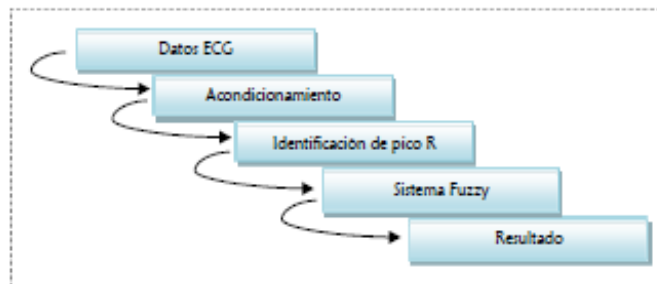 Datos ECG
Acondicionamiento
Identificación de pico R
Sistema Fuzzy
Resultado